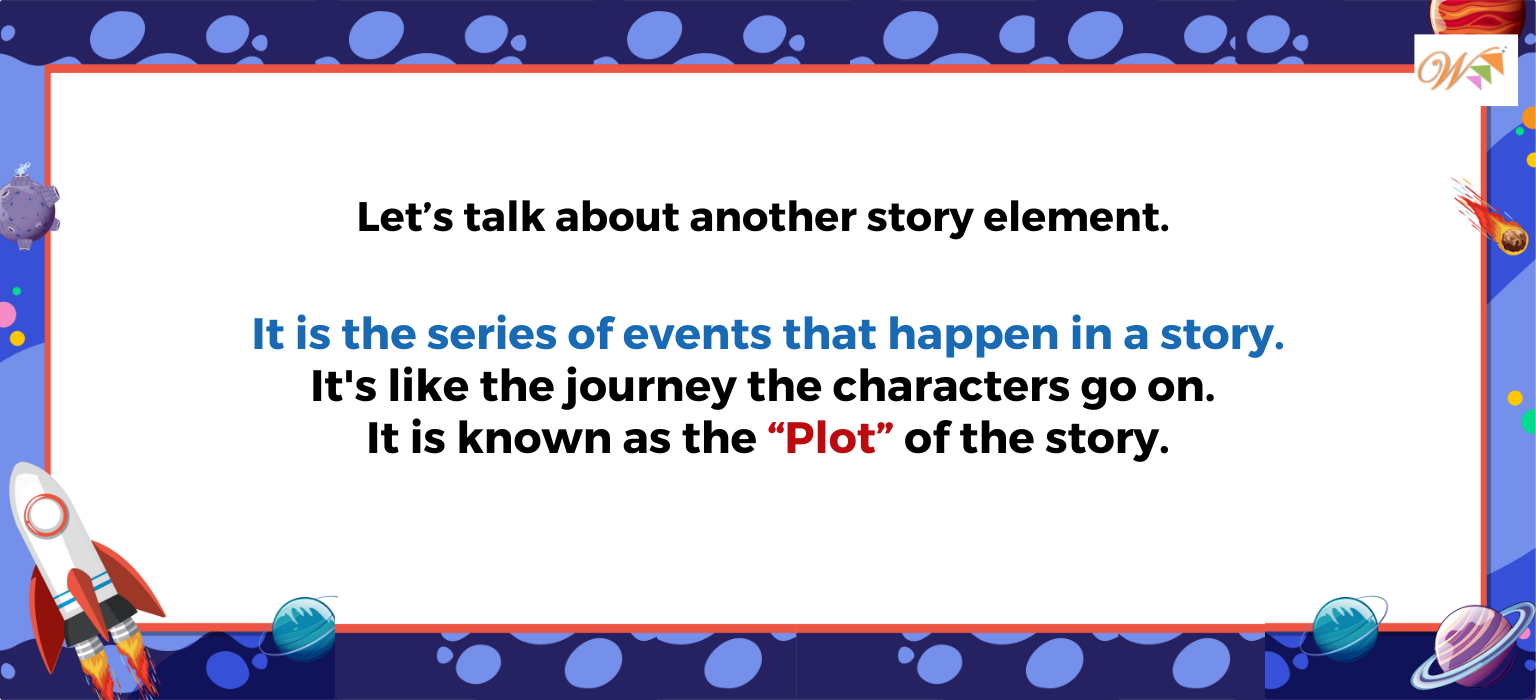 W
Let’s talk about another story element.
It is the series of events that happen in a story.
It's like the journey the characters go on.
It is known as the “Plot” of the story.